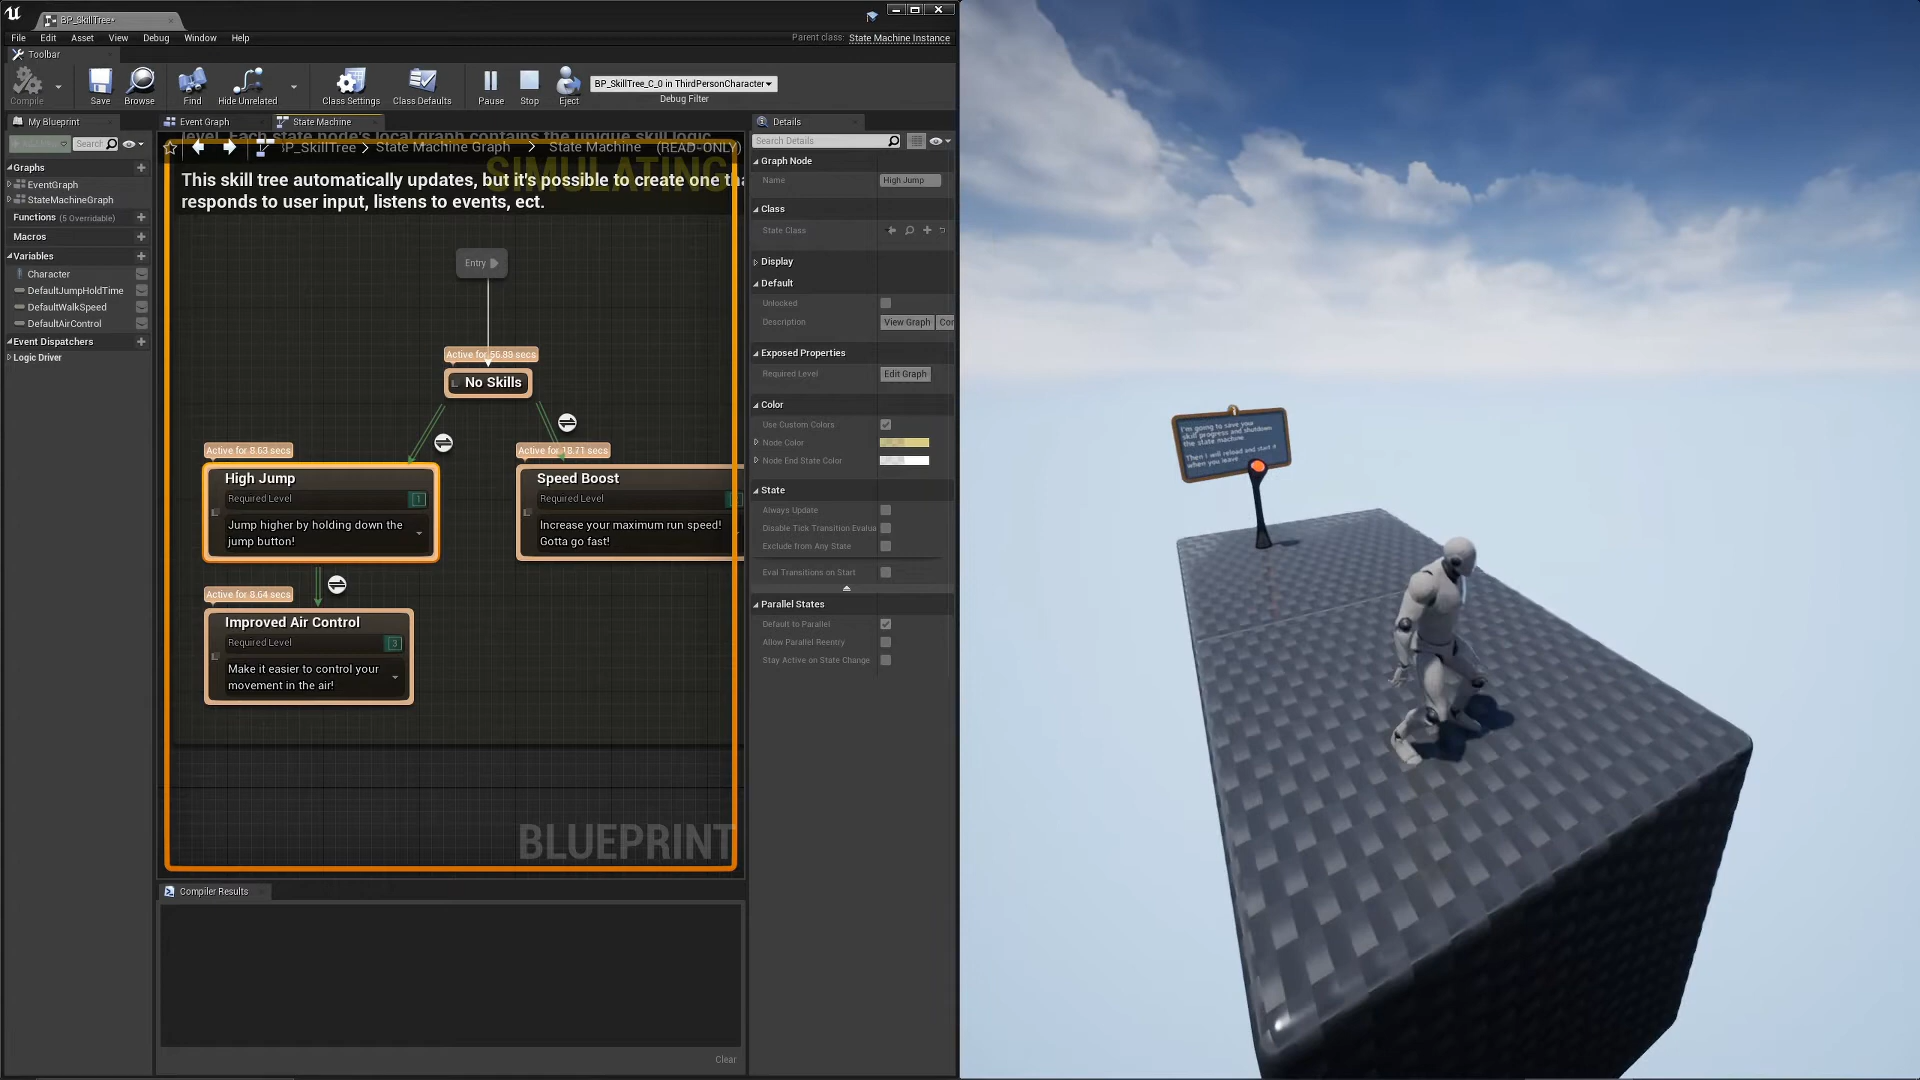 BP_SkillTree*
File Edit Asset View Debug Window Help
Parent class: State Machine Instance
Toolbar
Compile Save Browse Find Hide Unrelated Class Settings Class Defaults Pause Stop Eject
BP_SkillTree_C_0 in ThirdPersonCharacter
Debug Filter
My Blueprint
Search
Graphs
EventGraph
StateMachineGraph
Functions (5 Overridable)
Macros
Variables
Character
DefaultJumpHoldTime
DefaultWalkSpeed
DefaultAirControl
Event Dispatchers
Logic Driver
Event Graph State Machine
level. Each state node's local graph contains the unique skill logic.
BP_SkillTree > State Machine Graph > State Machine (READ-ONLY)
SIMULATING
This skill tree automatically updates, but it's possible to create one tha
responds to user input, listens to events, ect.
Entry
Active for 56.89 secs
No Skills
Active for 8.63 secs
High Jump
Required Level 1
Jump higher by holding down the
jump button!
Active for 18.71 secs
Speed Boost
Required Level
Increase your maximum run speed!
Gotta go fast!
Active for 8.64 secs
Improved Air Control
Required Level 3
Make it easier to control your
movement in the air!
BLUEPRINT
Compiler Results
Clear
Details
Search Details
Graph Node
Name High Jump
Class
State Class
Display
Default
Unlocked
Description View Graph Con
Exposed Properties
Required Level Edit Graph
Color
Use Custom Colors
Node Color
Node End State Color
State
Always Update
Disable Tick Transition Evalua
Exclude from Any State
Eval Transitions on Start
Parallel States
Default to Parallel
Allow Parallel Reentry
Stay Active on State Change
I'm going to save your
skill progress and shutdown
the state machine.
Then I will reload and start it
when you leave.